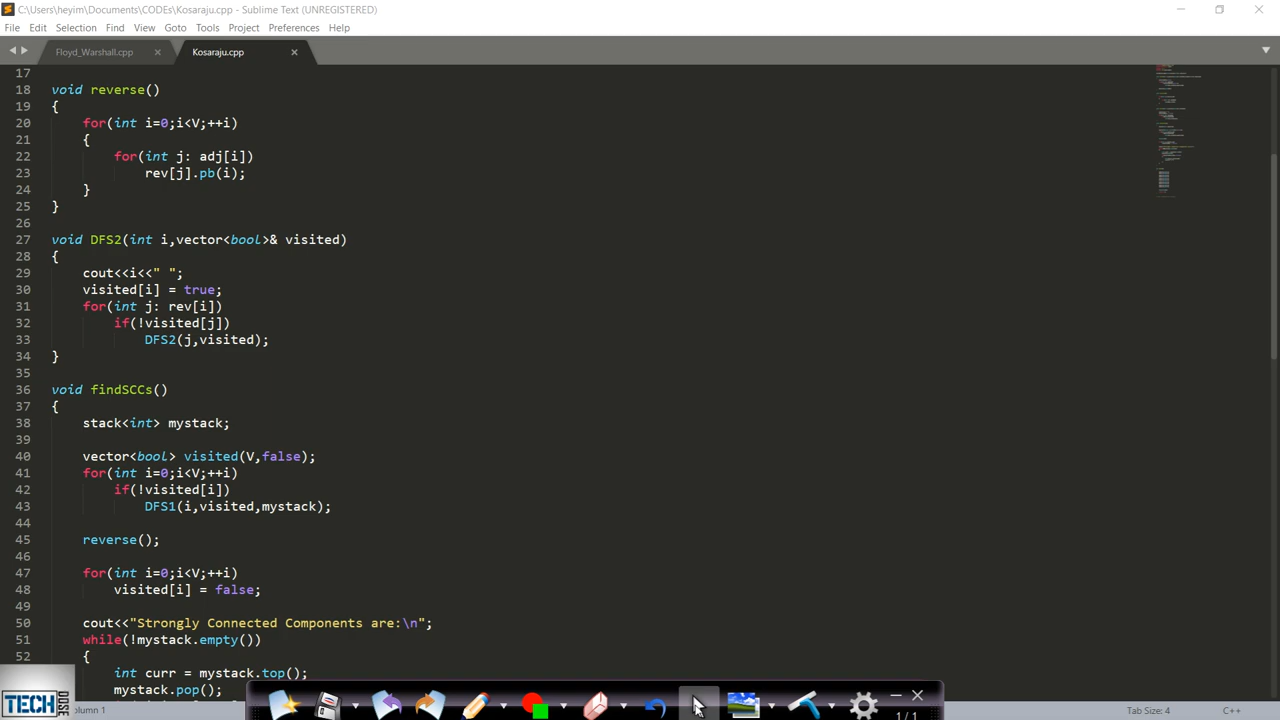 C:\Users\heyim\Documents\CODEs\Kosaraju.cpp - Sublime Text (UNREGISTERED)
File Edit Selection Find View Goto Tools Project Preferences Help
Floyd_Warshall.cpp Kosaraju.cpp
17
18 void reverse()
19 {
20 for(int i=0;i<V;++i)
21 {
22 for(int j: adj[i])
23 rev[j].pb(i);
24 }
25 }
26
27 void DFS2(int i,vector<bool>& visited)
28 {
29 cout<<i<<" ";
30 visited[i] = true;
31 for(int j: rev[i])
32 if(!visited[j])
33 DFS2(j,visited);
34 }
35
36 void findSCCs()
37 {
38 stack<int> mystack;
39
40 vector<bool> visited(V,false);
41 for(int i=0;i<V;++i)
42 if(!visited[i])
43 DFS1(i,visited,mystack);
44
45 reverse();
46
47 for(int i=0;i<V;++i)
48 visited[i] = false;
49
50 cout<<"Strongly Connected Components are:\n";
51 while(!mystack.empty())
52 {
int curr = mystack.top();
mystack.pop();
TECH DOSE
Column 1
1/1
Tab Size: 4 C++